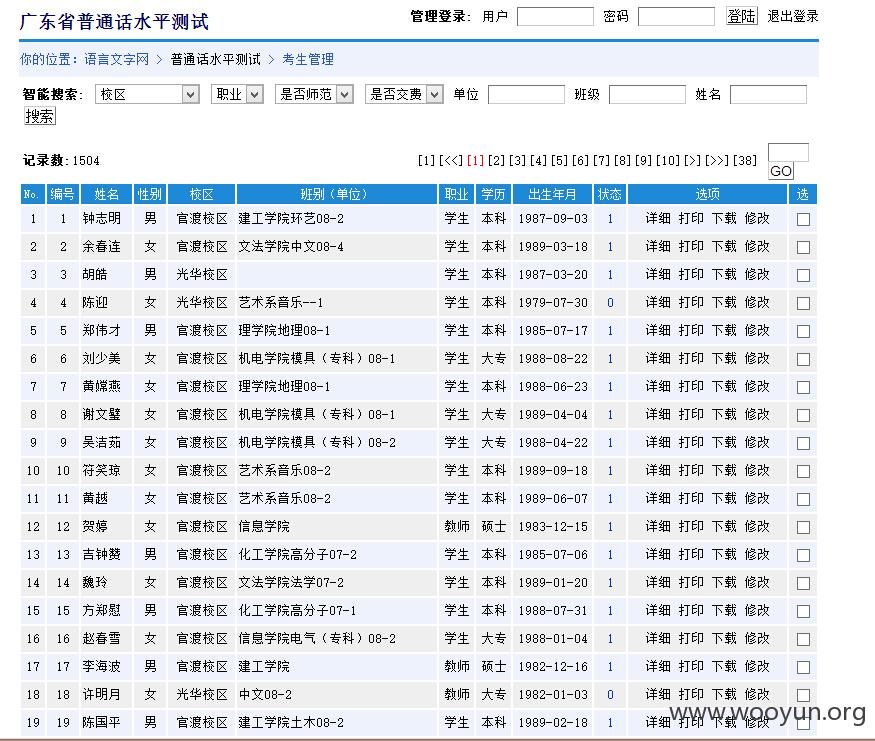 广东省普通话水平测试
管理登录: 用户 密码 登陆 退出登录
你的位置: 语言文字网 > 普通话水平测试 > 考生管理
智能搜索: 校区 职业 是否师范 是否交费 单位 班级 姓名
搜索
记录数:1504 [1][<<][1][2][3][4][5][6][7][8][9][10][>][>>][38] GO
No. 编号 姓名 性别 校区 班别(单位) 职业 学历 出生年月 状态 选项 选
1 1 钟志明 男 官渡校区 建工学院环艺08-2 学生 本科 1987-09-03 1 详细 打印 下载 修改
2 2 余春连 女 官渡校区 文法学院中文08-4 学生 本科 1989-03-18 1 详细 打印 下载 修改
3 3 胡皓 男 光华校区 学生 本科 1987-03-20 1 详细 打印 下载 修改
4 4 陈迎 女 光华校区 艺术系音乐--1 学生 本科 1979-07-30 0 详细 打印 下载 修改
5 5 郑伟才 男 官渡校区 理学院地理08-1 学生 本科 1985-07-17 1 详细 打印 下载 修改
6 6 刘少美 女 官渡校区 机电学院模具(专科)08-1 学生 大专 1988-08-22 1 详细 打印 下载 修改
7 7 黄嫦燕 女 官渡校区 理学院地理08-1 学生 本科 1988-06-23 1 详细 打印 下载 修改
8 8 谢文璧 女 官渡校区 机电学院模具(专科)08-1 学生 大专 1989-04-04 1 详细 打印 下载 修改
9 9 吴洁茹 女 官渡校区 机电学院模具(专科)08-2 学生 大专 1988-04-22 1 详细 打印 下载 修改
10 10 符笑琼 女 官渡校区 艺术系音乐08-2 学生 本科 1989-09-18 1 详细 打印 下载 修改
11 11 黄越 女 官渡校区 艺术系音乐08-2 学生 本科 1989-06-07 1 详细 打印 下载 修改
12 12 贺婷 女 官渡校区 信息学院 教师 硕士 1983-12-15 1 详细 打印 下载 修改
13 13 吉钟赞 男 官渡校区 化工学院高分子07-2 学生 本科 1985-07-06 1 详细 打印 下载 修改
14 14 魏玲 女 官渡校区 文法学院法学07-2 学生 本科 1989-01-20 1 详细 打印 下载 修改
15 15 方郑慰 男 官渡校区 化工学院高分子07-1 学生 本科 1988-07-31 1 详细 打印 下载 修改
16 16 赵春雪 女 官渡校区 信息学院电气(专科)08-2 学生 大专 1988-01-04 1 详细 打印 下载 修改
17 17 李海波 男 官渡校区 建工学院 教师 硕士 1982-12-16 1 详细 打印 下载 修改
18 18 许明月 女 光华校区 中文08-2 教师 大专 1982-01-03 0 详细 打印 下载 修改
19 19 陈国平 男 官渡校区 建工学院土木08-2 学生 本科 1989-02-18 1 详细 打印 下载 修改
www.wooyun.org